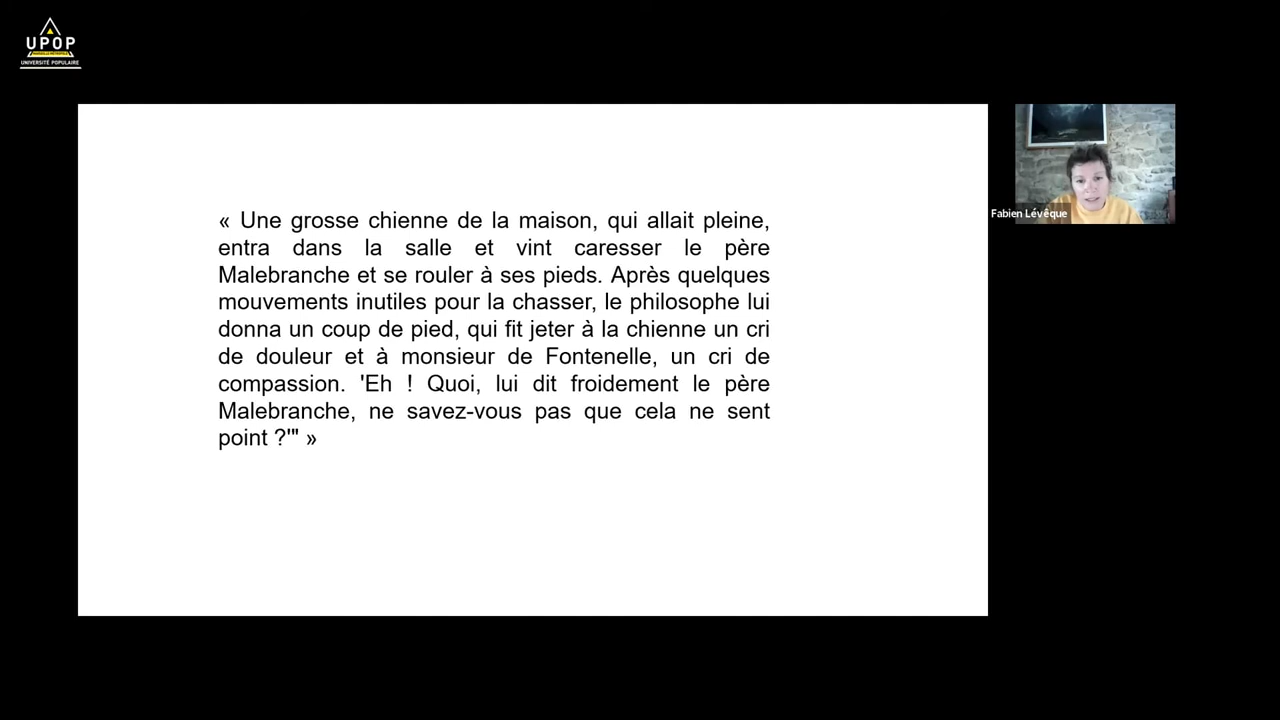 UPOP
UNIVERSITÉ POPULAIRE
« Une grosse chienne de la maison, qui allait pleine,
entra dans la salle et vint caresser le père
Malebranche et se rouler à ses pieds. Après quelques
mouvements inutiles pour la chasser, le philosophe lui
donna un coup de pied, qui fit jeter à la chienne un cri
de douleur et à monsieur de Fontenelle, un cri de
compassion. 'Eh ! Quoi, lui dit froidement le père
Malebranche, ne savez-vous pas que cela ne sent
point ?'" »
Fabien Lévêque